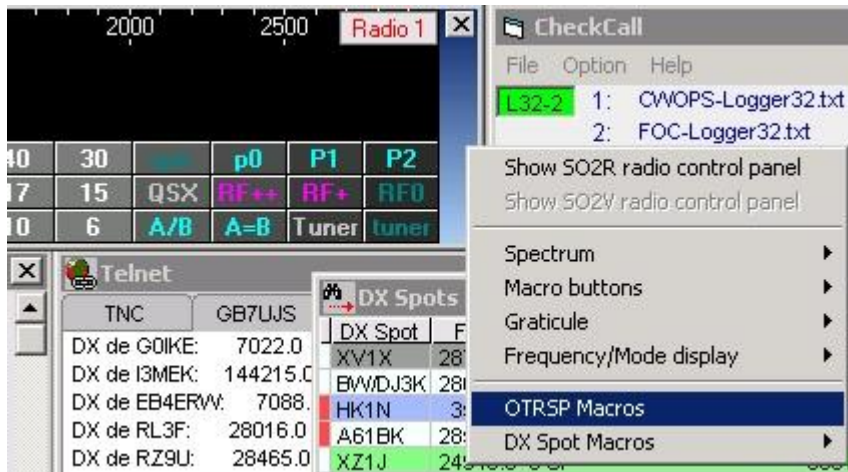 2000 2500 Radio 1
40 30 p0 P1 P2
17 15 QSX RF++ RF+ RF0
10 6 A/B A=B Tuner tuner
CheckCall
File Option Help
L32-2 1: CWOPS-Logger32.txt
2: FOC-Logger32.txt
Show SO2R radio control panel
Show SO2V radio control panel
Spectrum
Macro buttons
Graticule
Frequency/Mode display
OTRSP Macros
DX Spot Macros
Telnet
TNC GB7UJS
DX de G0IKE: 7022.0
DX de I3MEK: 144215.0
DX de EB4ERW: 7088.
DX de RL3F: 28016.0
DX de RZ9U: 28465.0
DX Spots
DX Spot F
XV1X 28
BW/DJ3K 28
HK1N 3
A61BK 28
XZ1J